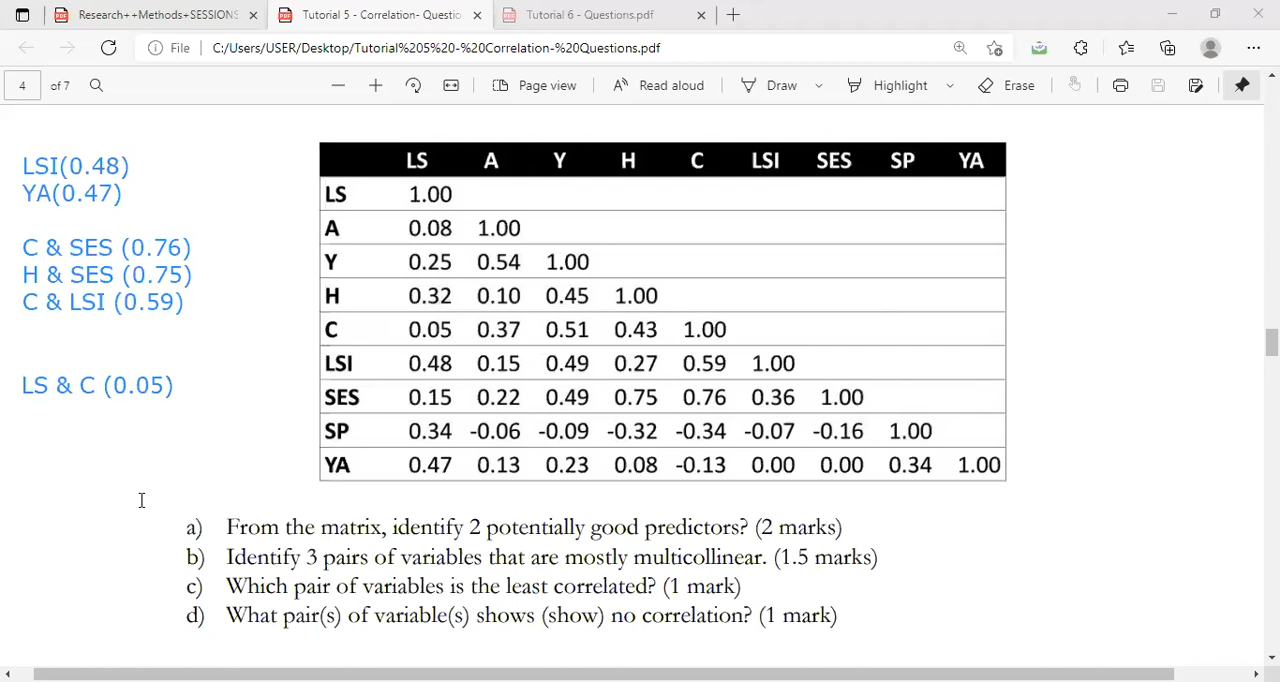 Research++Methods+SESSIONS
Tutorial 5 - Correlation- Questio
Tutorial 6 - Questions.pdf
File
C:/Users/USER/Desktop/Tutorial%205%20-%20Correlation-%20Questions.pdf
4 of 7
Page view
Read aloud
Draw
Highlight
Erase
LSI(0.48)
YA(0.47)
C & SES (0.76)
H & SES (0.75)
C & LSI (0.59)
LS & C (0.05)
LS A Y H C LSI SES SP YA
LS 1.00
A 0.08 1.00
Y 0.25 0.54 1.00
H 0.32 0.10 0.45 1.00
C 0.05 0.37 0.51 0.43 1.00
LSI 0.48 0.15 0.49 0.27 0.59 1.00
SES 0.15 0.22 0.49 0.75 0.76 0.36 1.00
SP 0.34 -0.06 -0.09 -0.32 -0.34 -0.07 -0.16 1.00
YA 0.47 0.13 0.23 0.08 -0.13 0.00 0.00 0.34 1.00
a) From the matrix, identify 2 potentially good predictors? (2 marks)
b) Identify 3 pairs of variables that are mostly multicollinear. (1.5 marks)
c) Which pair of variables is the least correlated? (1 mark)
d) What pair(s) of variable(s) shows (show) no correlation? (1 mark)